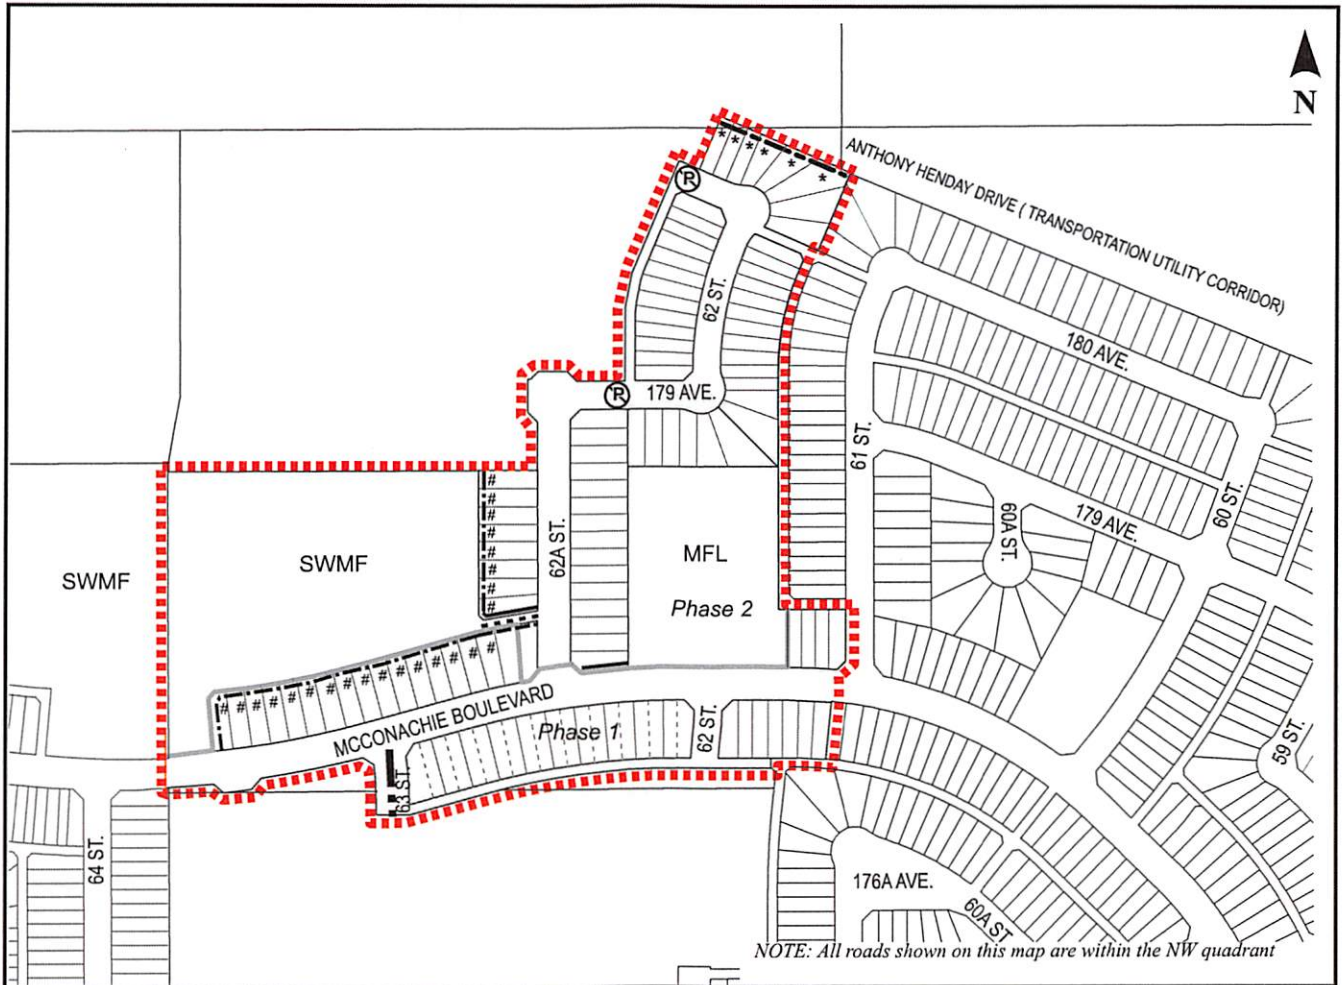 N
ANTHONY HENDAY DRIVE ( TRANSPORTATION UTILITY CORRIDOR)
* * * * * *
R
62 ST.
180 AVE.
R
179 AVE.
61 ST.
60 ST.
60A ST.
179 AVE.
SWMF
SWMF
# # # # # # # #
62A ST.
MFL
Phase 2
# # # # # # # # # # # # # # # #
MCCONACHIE BOULEVARD
Phase 1
62 ST.
59 ST.
63 ST.
64 ST.
176A AVE.
60A ST
NOTE: All roads shown on this map are within the NW quadrant